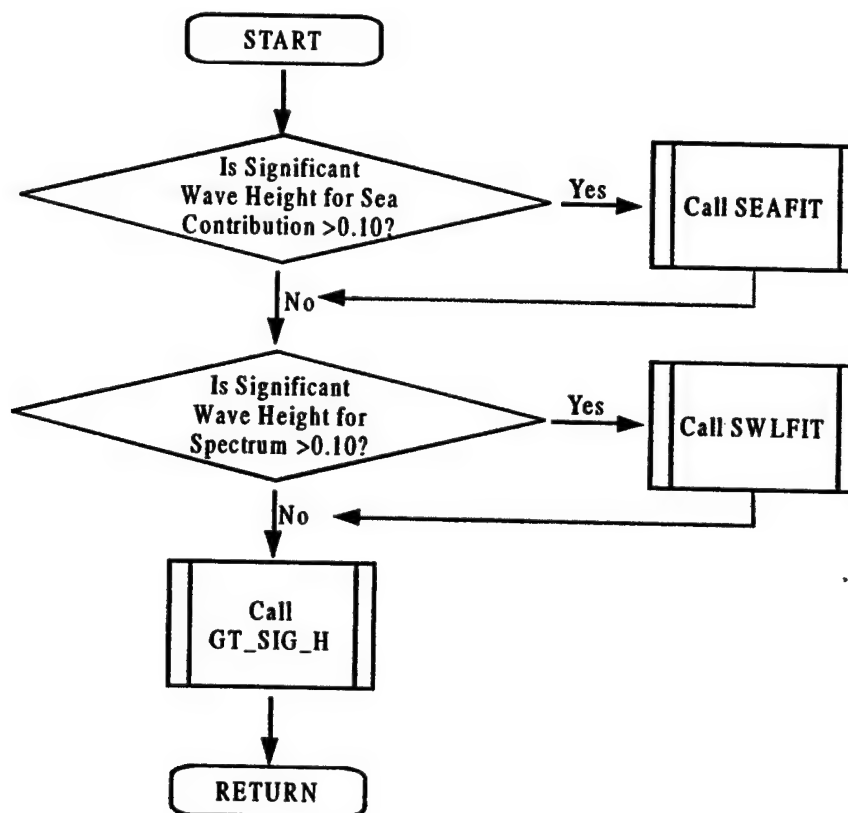 START
Is Significant
Wave Height for Sea
Contribution >0.10?
Yes
Call SEAFIT
No
Is Significant
Wave Height for
Spectrum >0.10?
Yes
Call SWLFIT
No
Call
GT_SIG_H
RETURN